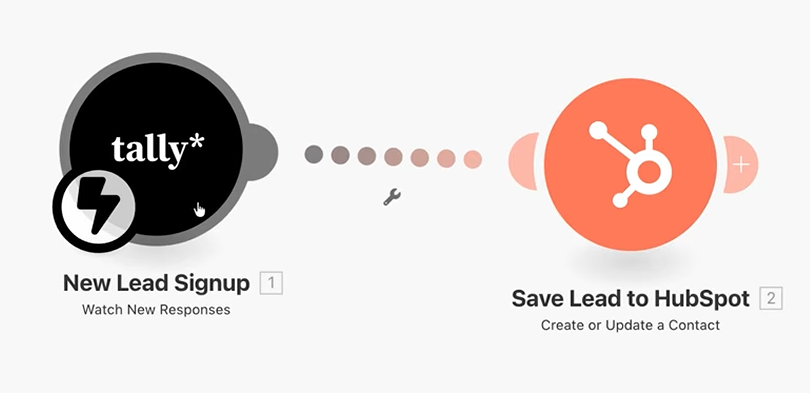 tally*
New Lead Signup 1
Watch New Responses
Save Lead to HubSpot 2
Create or Update a Contact